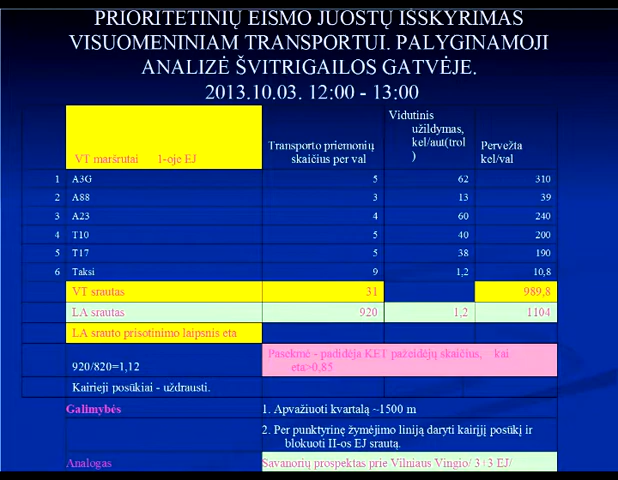 PRIORITETINIŲ EISMO JUOSTŲ IŠSKYRIMAS
VISUOMENINIAM TRANSPORTUI. PALYGINAMOJI
ANALIZĖ ŠVITRIGAILOS GATVĖJE.
2013.10.03. 12:00 - 13:00
VT maršrutai 1-oje EJ
Transporto priemonių
skaičius per val
Vidutinis
užildymas,
kel/aut(trol
)
Pervežta
kel/val
1 A3G 5 62 310
2 A88 3 13 39
3 A23 4 60 240
4 T10 5 40 200
5 T17 5 38 190
6 Taksi 9 1,2 10,8
VT srautas 31 989,8
LA srautas 920 1,2 1104
LA srauto prisotinimo laipsnis eta
920/820=1,12
Pasekmė - padidėja KET pažeidėjų skaičius, kai
eta>0,85
Kairieji posūkiai - uždrausti.
Galimybės 1. Apvažiuoti kvartalą ~1500 m
2. Per punktyrinę žymėjimo liniją daryti kairįjį posūkį ir
blokuoti II-os EJ srautą.
Analogas Savanorių prospektas prie Vilniaus Vingio/ 3+3 EJ/